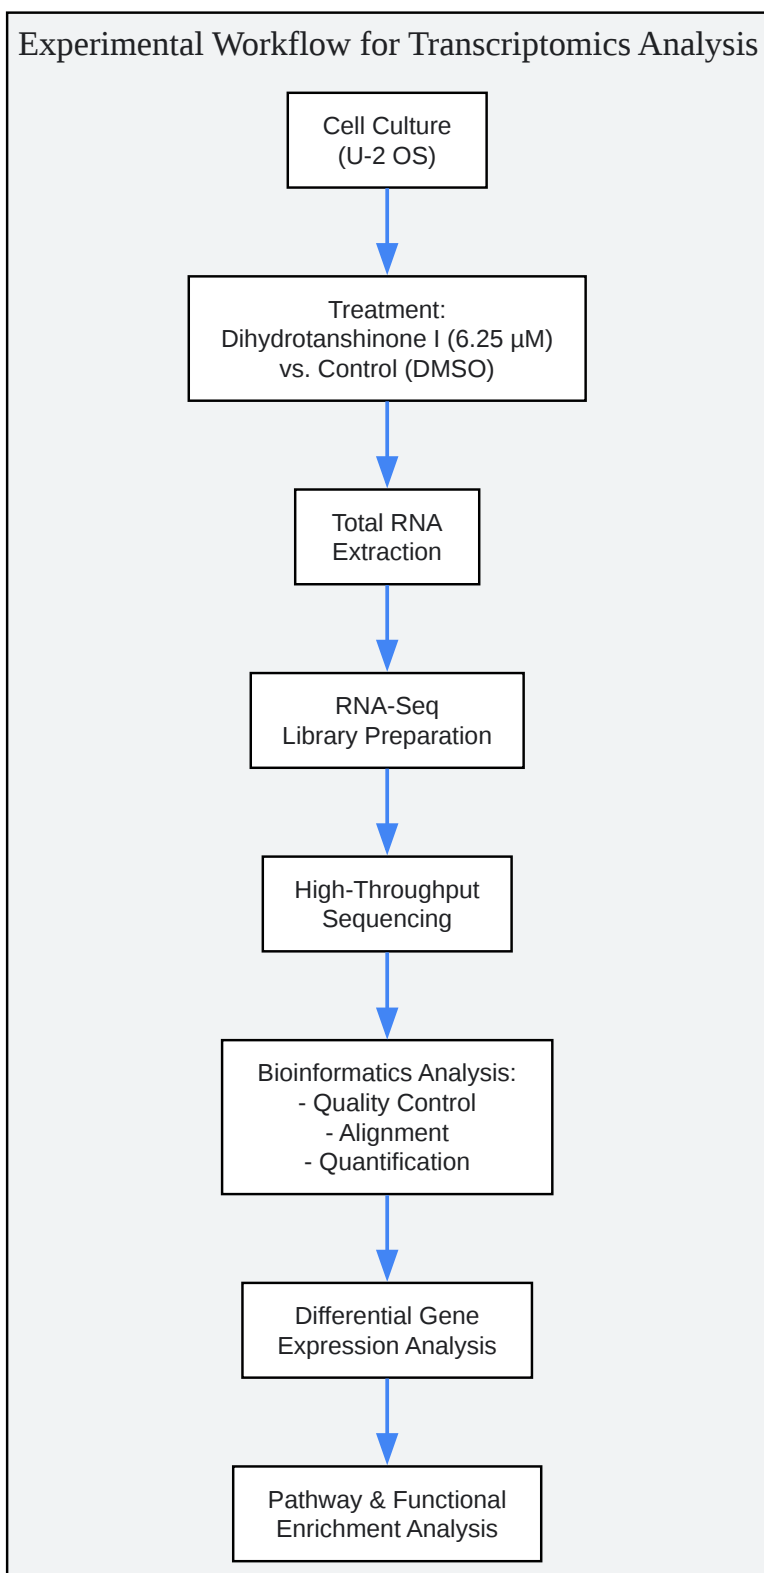 Experimental Workflow for Transcriptomics Analysis
Cell Culture
(U-2 OS)
Treatment:
Dihydrotanshinone I (6.25 µM)
vs. Control (DMSO)
Total RNA
Extraction
RNA-Seq
Library Preparation
High-Throughput
Sequencing
Bioinformatics Analysis:
- Quality Control
- Alignment
- Quantification
Differential Gene
Expression Analysis
Pathway & Functional
Enrichment Analysis